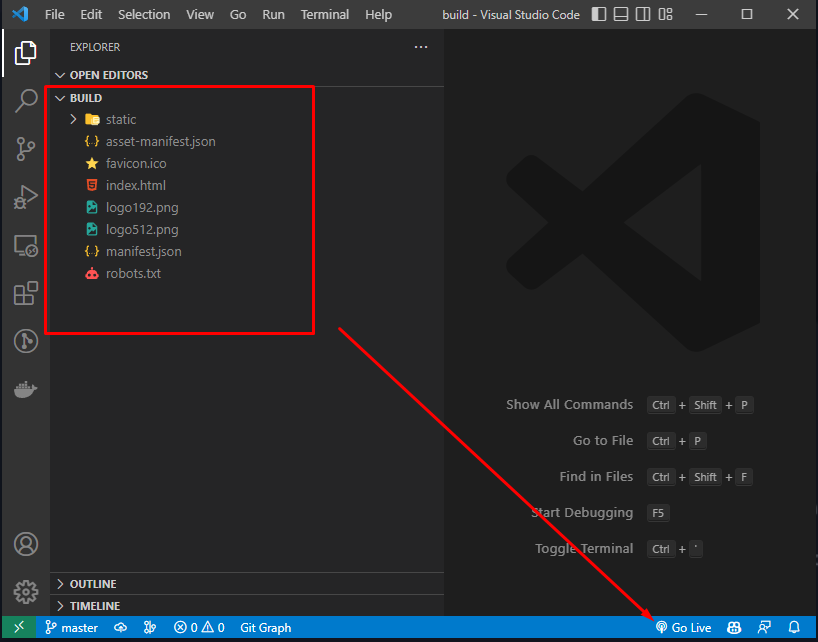 File Edit Selection View Go Run Terminal Help build - Visual Studio Code
EXPLORER
OPEN EDITORS
BUILD
static
asset-manifest.json
favicon.ico
index.html
logo192.png
logo512.png
manifest.json
robots.txt
Show All Commands Ctrl + Shift + P
Go to File Ctrl + P
Find in Files Ctrl + Shift + F
Start Debugging F5
Toggle Terminal Ctrl + `
OUTLINE
TIMELINE
master 0 0 Git Graph Go Live